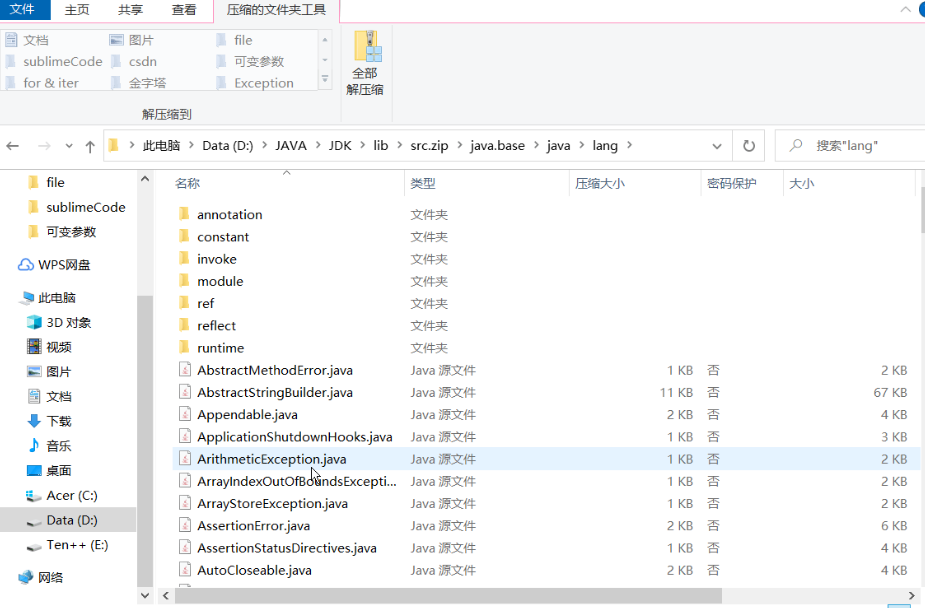 文件 主页 共享 查看 压缩的文件夹工具
文档 图片 file
sublimeCode csdn 可变参数
for & iter 金字塔 Exception
全部
解压缩
解压缩到
此电脑 Data (D:) JAVA JDK lib src.zip java.base java lang 搜索"lang"
file
sublimeCode
可变参数
WPS网盘
此电脑
3D 对象
视频
图片
文档
下载
音乐
桌面
Acer (C:)
Data (D:)
Ten++ (E:)
网络
名称 类型 压缩大小 密码保护 大小
annotation 文件夹
constant 文件夹
invoke 文件夹
module 文件夹
ref 文件夹
reflect 文件夹
runtime 文件夹
AbstractMethodError.java Java 源文件 1 KB 否 2 KB
AbstractStringBuilder.java Java 源文件 11 KB 否 67 KB
Appendable.java Java 源文件 2 KB 否 4 KB
ApplicationShutdownHooks.java Java 源文件 1 KB 否 3 KB
ArithmeticException.java Java 源文件 1 KB 否 2 KB
ArrayIndexOutOfBoundsExcepti... Java 源文件 1 KB 否 2 KB
ArrayStoreException.java Java 源文件 1 KB 否 2 KB
AssertionError.java Java 源文件 2 KB 否 6 KB
AssertionStatusDirectives.java Java 源文件 1 KB 否 4 KB
AutoCloseable.java Java 源文件 2 KB 否 4 KB